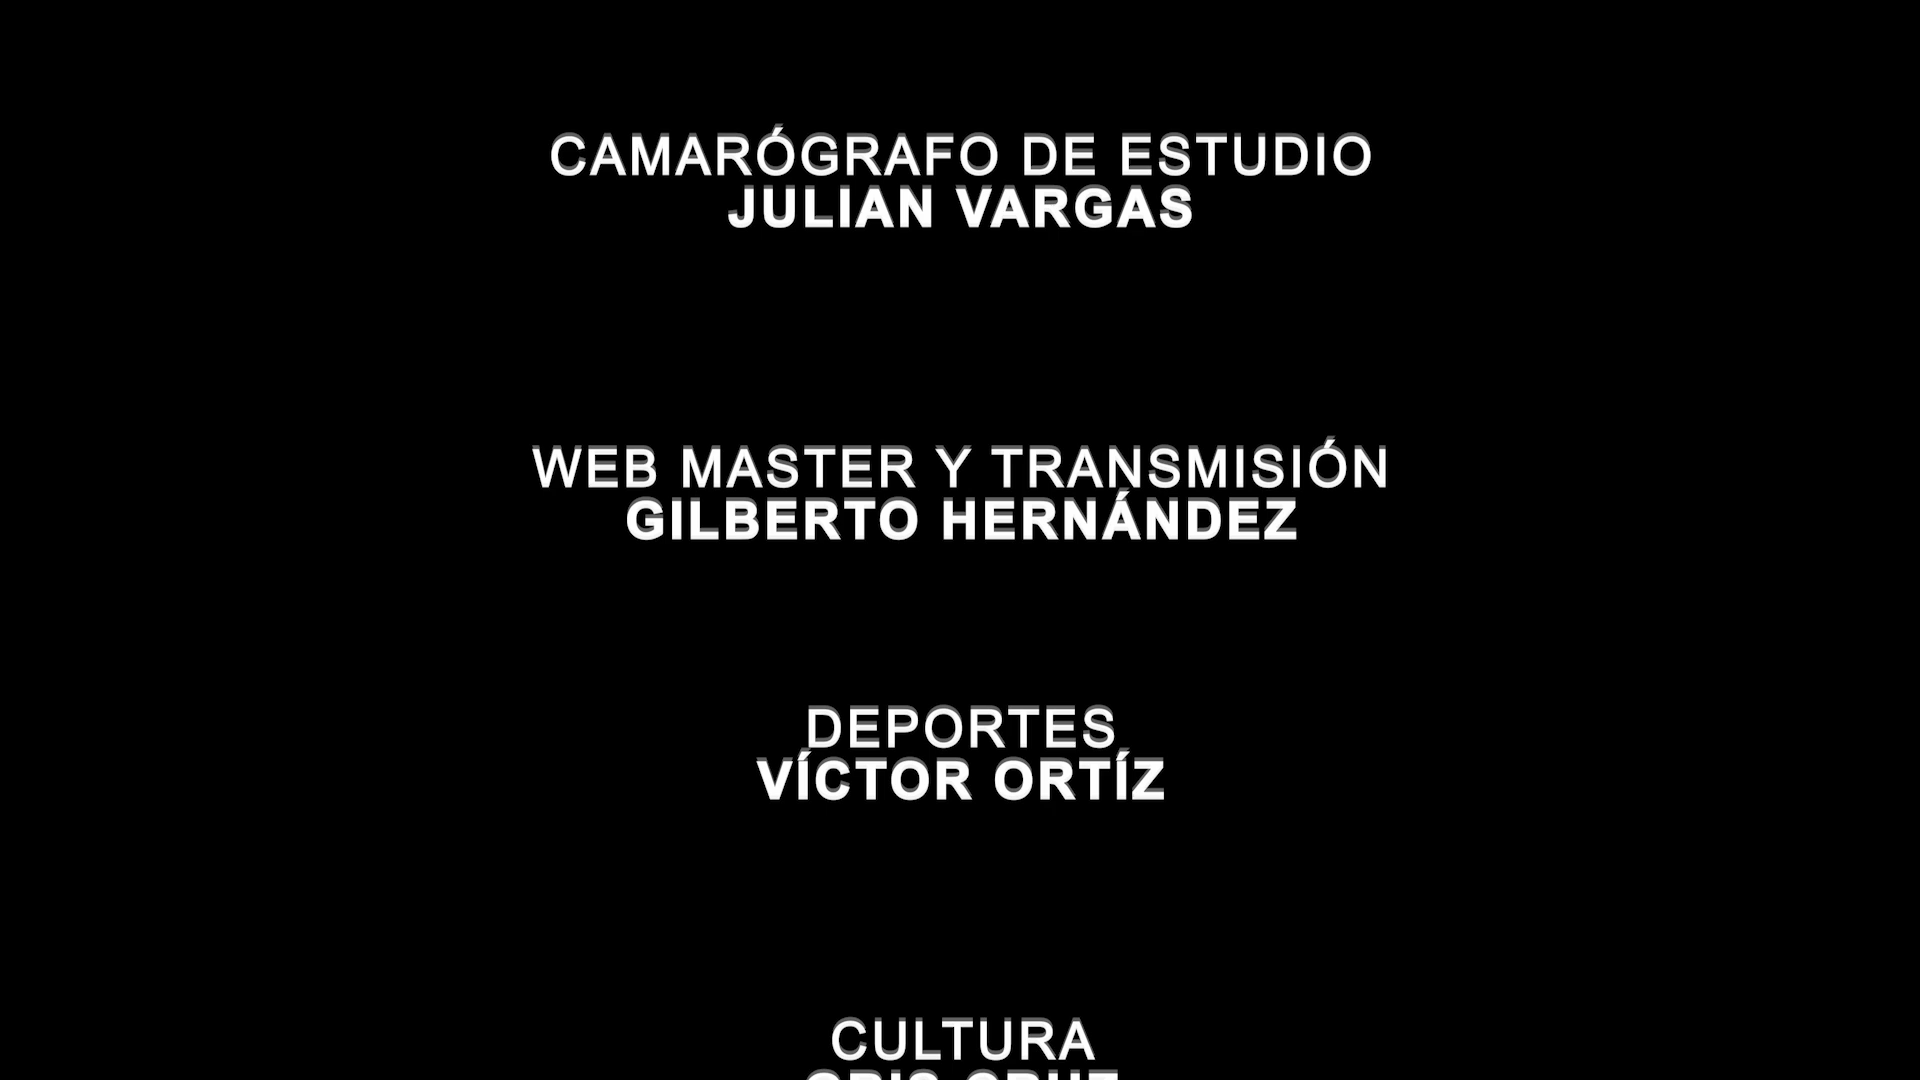 CAMARÓGRAFO DE ESTUDIO
JULIAN VARGAS
WEB MASTER Y TRANSMISIÓN
GILBERTO HERNÁNDEZ
DEPORTES
VÍCTOR ORTÍZ
CULTURA